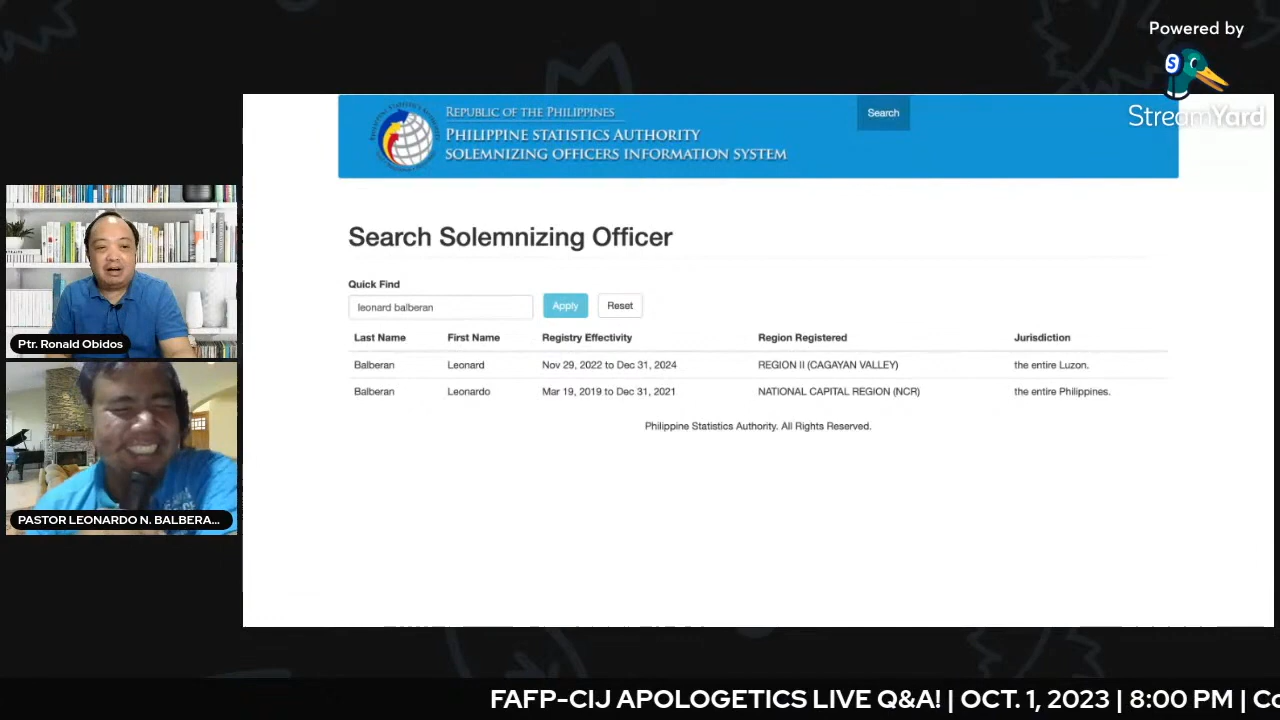 Powered by
S
StreamYard
REPUBLIC OF THE PHILIPPINES
PHILIPPINE STATISTICS AUTHORITY
SOLEMNIZING OFFICERS INFORMATION SYSTEM
Search
Search Solemnizing Officer
Quick Find
leonard balberan Apply Reset
Last Name First Name Registry Effectivity Region Registered Jurisdiction
Balberan Leonard Nov 29, 2022 to Dec 31, 2024 REGION II (CAGAYAN VALLEY) the entire Luzon.
Balberan Leonardo Mar 19, 2019 to Dec 31, 2021 NATIONAL CAPITAL REGION (NCR) the entire Philippines.
Philippine Statistics Authority. All Rights Reserved.
Ptr. Ronald Obidos
PASTOR LEONARDO N. BALBERA...
FAFP-CIJ APOLOGETICS LIVE Q&A! | OCT. 1, 2023 | 8:00 PM | Co